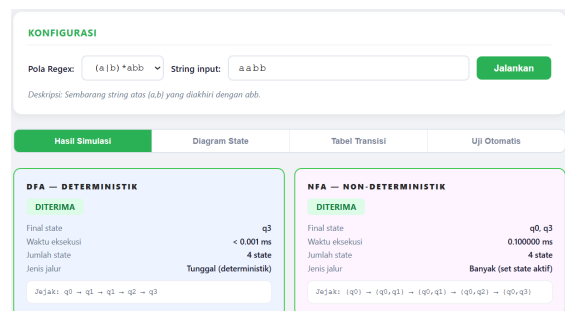 KONFIGURASI
Pola Regex: (a|b)*abb String input: aabb Jalankan
Deskripsi: Sembarang string atas (a,b) yang diakhiri dengan abb.
Hasil Simulasi Diagram State Tabel Transisi Uji Otomatis
DFA — DETERMINISTIK
DITERIMA
Final state q3
Waktu eksekusi < 0.001 ms
Jumlah state 4 state
Jenis jalur Tunggal (deterministik)
Jejak: q0 → q1 → q1 → q2 → q3
NFA — NON-DETERMINISTIK
DITERIMA
Final state q0, q3
Waktu eksekusi 0.100000 ms
Jumlah state 4 state
Jenis jalur Banyak (set state aktif)
Jejak: (q0) → (q0,q1) → (q0,q1) → (q0,q2) → (q0,q3)